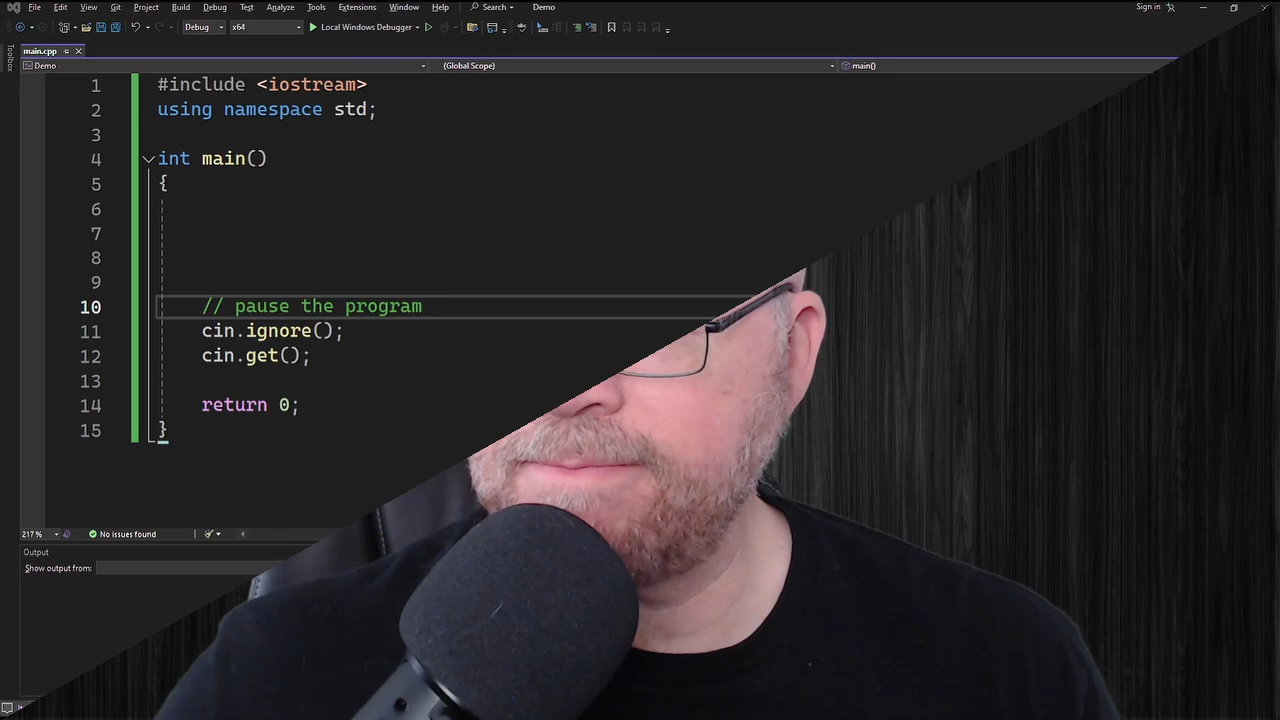 File Edit View Git Project Build Debug Test Analyze Tools Extensions Window Help Search Demo Sign in
Debug x64 Local Windows Debugger
Toolbox
main.cpp
Demo (Global Scope) main()
1 #include <iostream>
2 using namespace std;
3
4 int main()
5 {
6
7
8
9
10 // pause the program
11 cin.ignore();
12 cin.get();
13
14 return 0;
15 }
217 % No issues found
Output
Show output from: